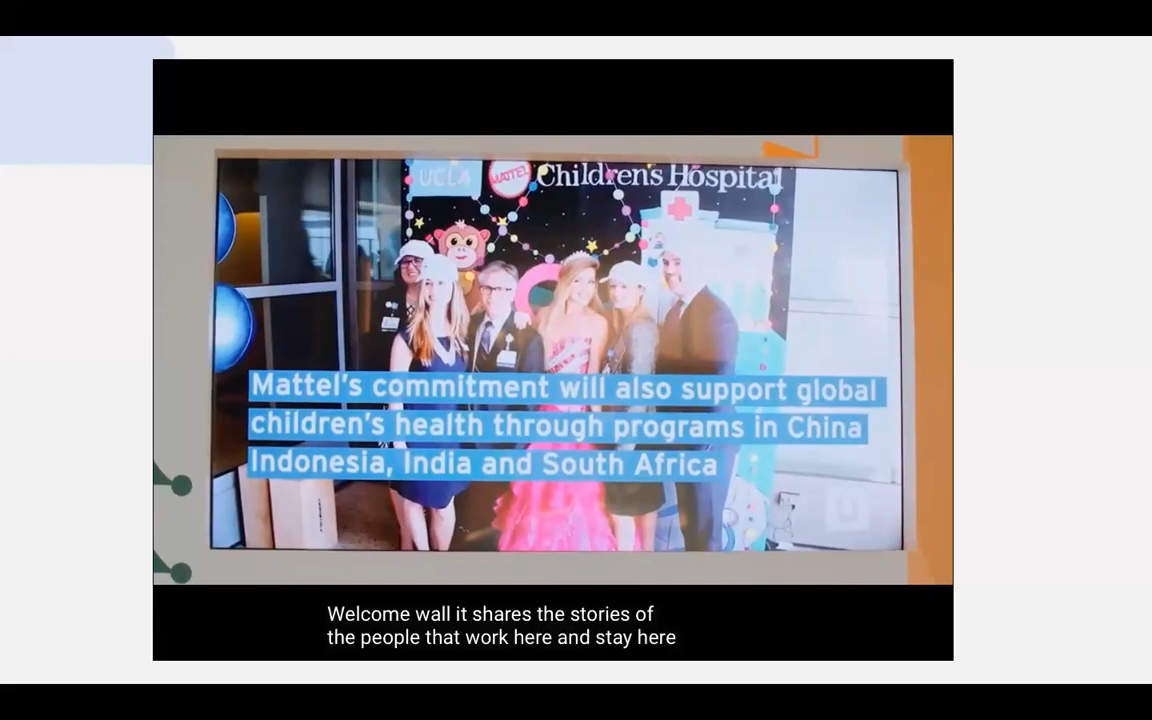 UCLA MATTEL Children's Hospital
Mattel's commitment will also support global
children's health through programs in China
Indonesia, India and South Africa
U
Welcome wall it shares the stories of
the people that work here and stay here